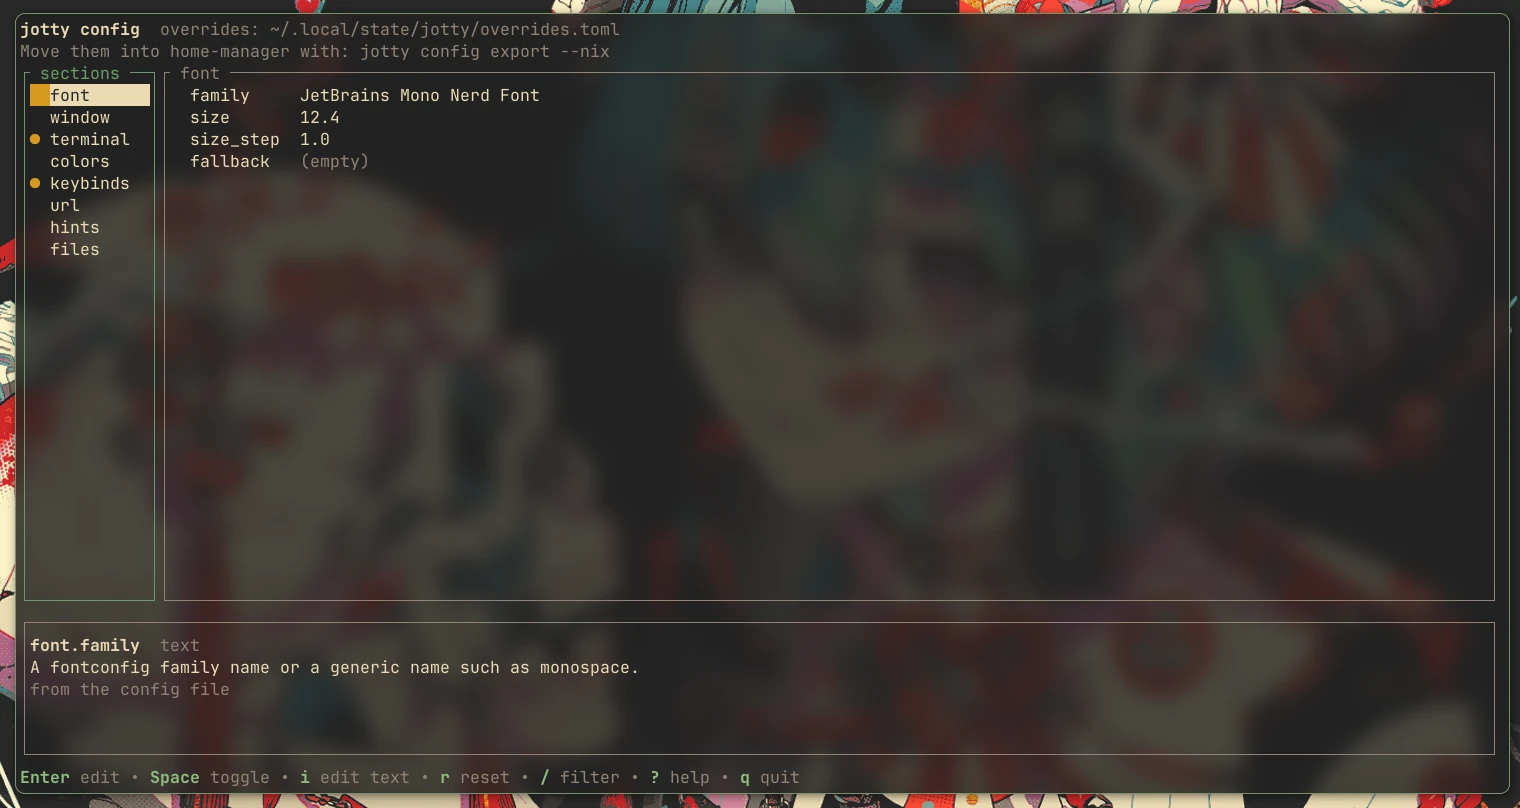 jotty config  overrides: ~/.local/state/jotty/overrides.toml
Move them into home-manager with: jotty config export --nix
sections
font
window
terminal
colors
keybinds
url
hints
files
font
family  JetBrains Mono Nerd Font
size  12.4
size_step  1.0
fallback  (empty)
font.family  text
A fontconfig family name or a generic name such as monospace.
from the config file
Enter edit • Space toggle • i edit text • r reset • / filter • ? help • q quit